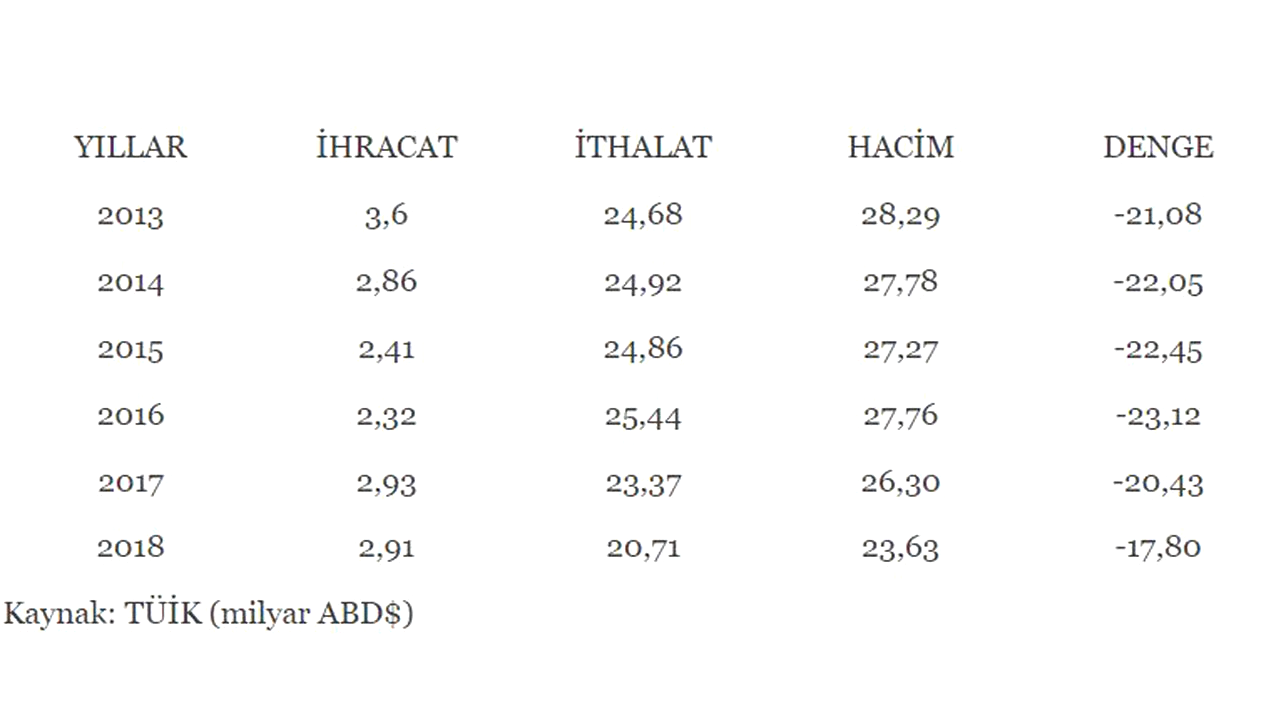 YILLAR İHRACAT İTHALAT HACİM DENGE
2013 3,6 24,68 28,29 -21,08
2014 2,86 24,92 27,78 -22,05
2015 2,41 24,86 27,27 -22,45
2016 2,32 25,44 27,76 -23,12
2017 2,93 23,37 26,30 -20,43
2018 2,91 20,71 23,63 -17,80
Kaynak: TÜİK (milyar ABD$)